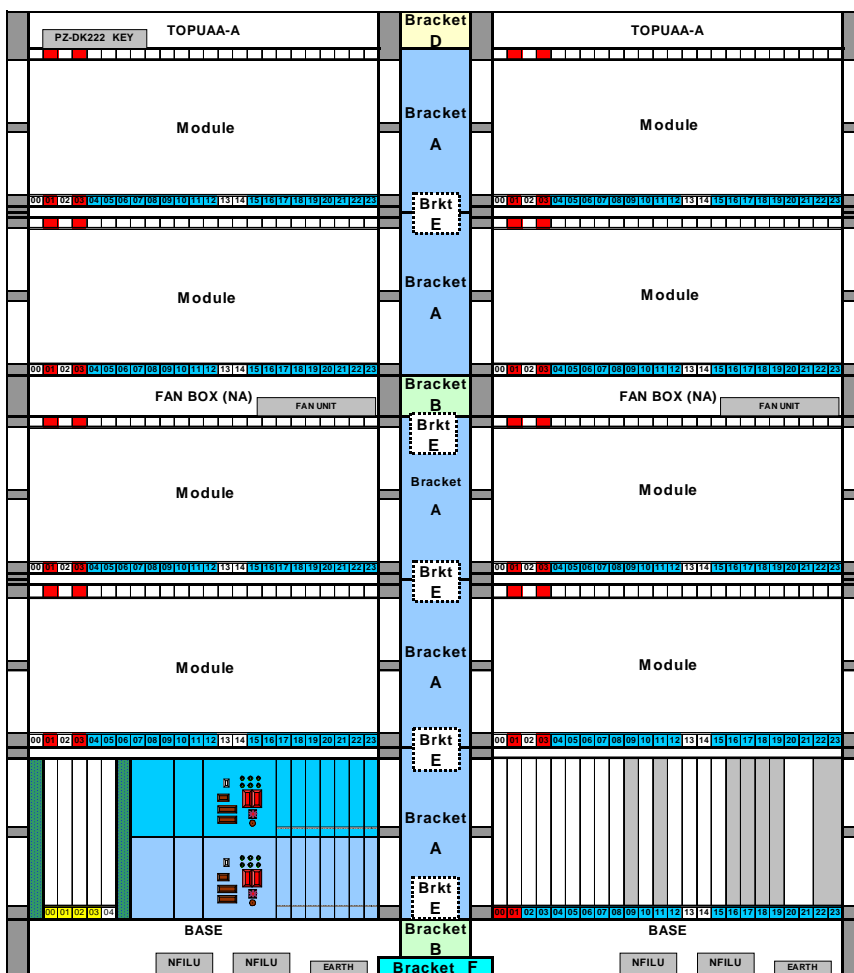 TOPUAA-A
PZ-DK222 KEY
Bracket
D
TOPUAA-A
Module
Bracket
A
Module
00 01 02 03 04 05 06 07 08 09 10 11 12 13 14 15 16 17 18 19 20 21 22 23
Brkt
E
00 01 02 03 04 05 06 07 08 09 10 11 12 13 14 15 16 17 18 19 20 21 22 23
Module
Bracket
A
Module
00 01 02 03 04 05 06 07 08 09 10 11 12 13 14 15 16 17 18 19 20 21 22 23
00 01 02 03 04 05 06 07 08 09 10 11 12 13 14 15 16 17 18 19 20 21 22 23
FAN BOX (NA)
FAN UNIT
Bracket
B
FAN BOX (NA)
FAN UNIT
Brkt
E
Module
Bracket
A
Module
00 01 02 03 04 05 06 07 08 09 10 11 12 13 14 15 16 17 18 19 20 21 22 23
Brkt
E
00 01 02 03 04 05 06 07 08 09 10 11 12 13 14 15 16 17 18 19 20 21 22 23
Module
Bracket
A
Module
00 01 02 03 04 05 06 07 08 09 10 11 12 13 14 15 16 17 18 19 20 21 22 23
Brkt
E
00 01 02 03 04 05 06 07 08 09 10 11 12 13 14 15 16 17 18 19 20 21 22 23
Bracket
A
00 01 02 03 04
Brkt
E
00 01 02 03 04 05 06 07 08 09 10 11 12 13 14 15 16 17 18 19 20 21 22 23
BASE
Bracket
B
BASE
NFILU NFILU EARTH
Bracket F
NFILU NFILU EARTH